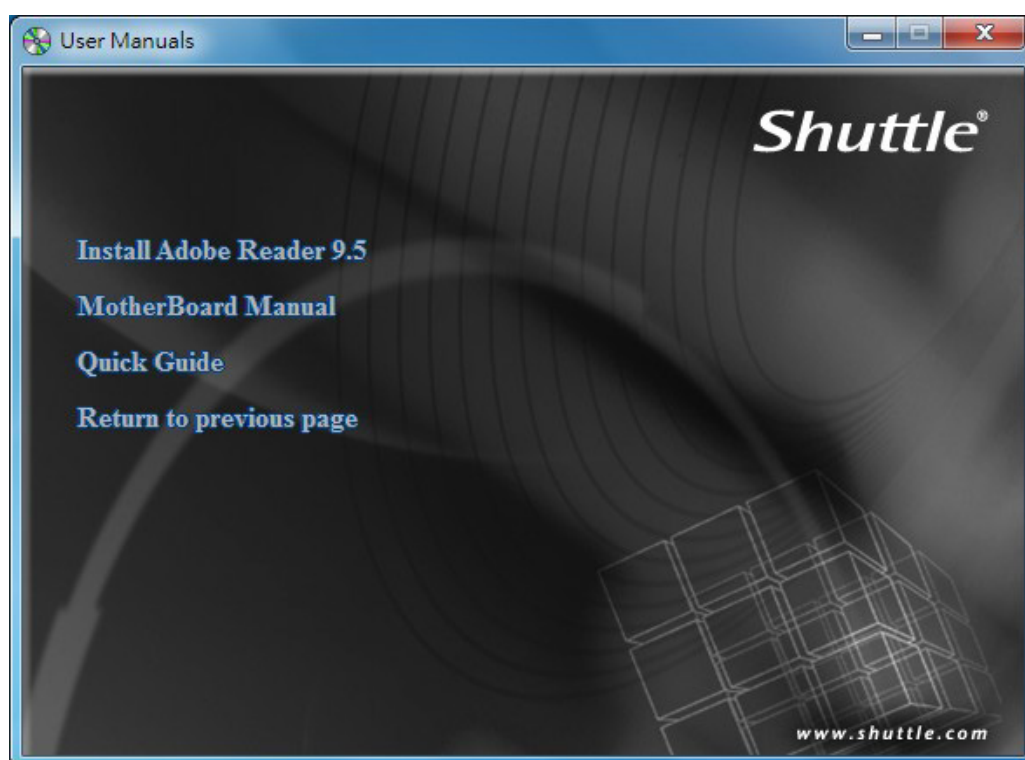 User Manuals
Shuttle®
Install Adobe Reader 9.5
MotherBoard Manual
Quick Guide
Return to previous page
www.shuttle.com